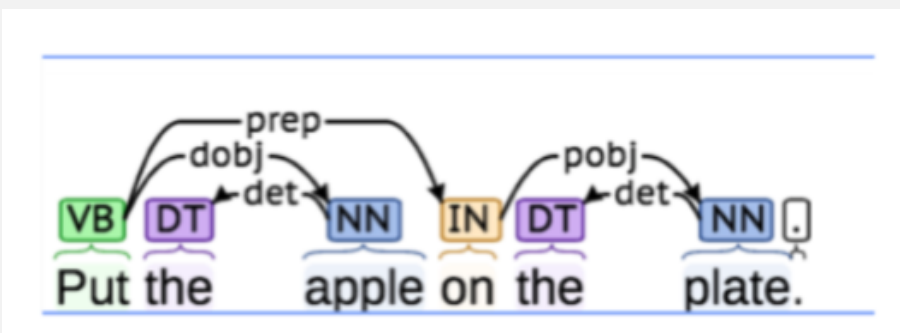 prep
dobj pobj
det det
VB DT NN IN DT NN .
Put the apple on the plate.